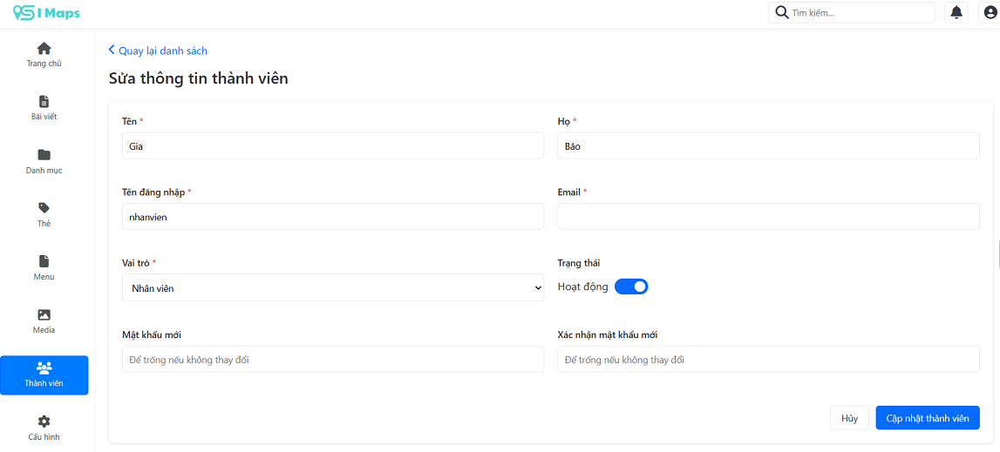 SI Maps
Tìm kiếm...
Trang chủ
Bài viết
Danh mục
Thẻ
Menu
Media
Thành viên
Cấu hình
Quay lại danh sách
Sửa thông tin thành viên
Tên *
Gia
Họ *
Bảo
Tên đăng nhập *
nhanvien
Email *
Vai trò *
Nhân viên
Trạng thái
Hoạt động
Mật khẩu mới
Để trống nếu không thay đổi
Xác nhận mật khẩu mới
Để trống nếu không thay đổi
Hủy
Cập nhật thành viên